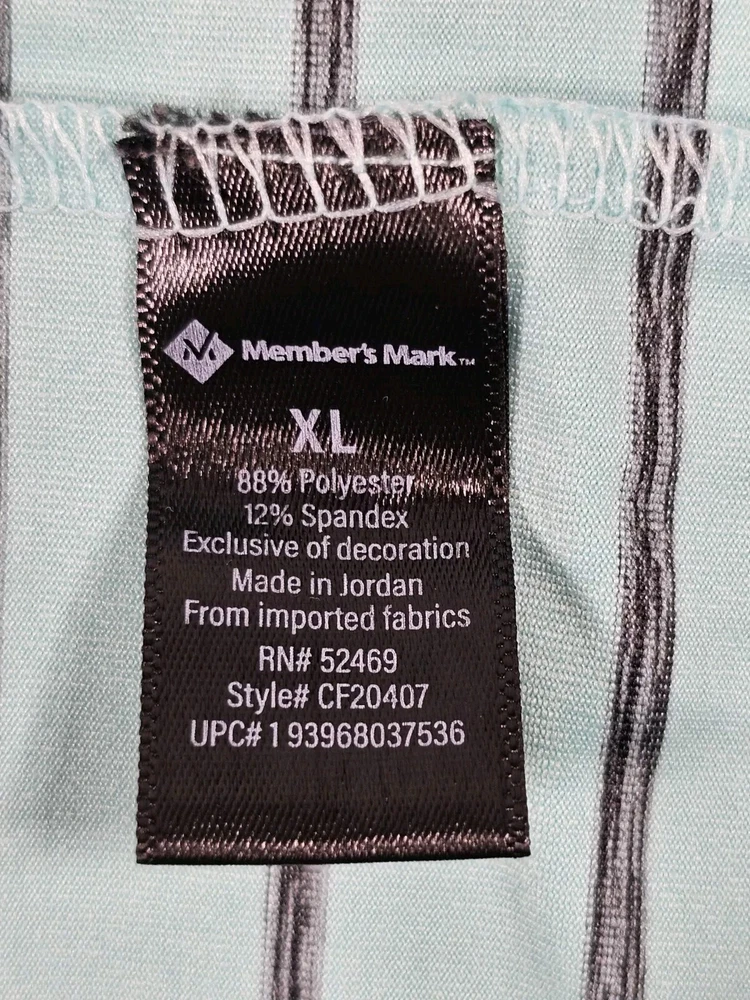 Member's Mark™
XL
88% Polyester
12% Spandex
Exclusive of decoration
Made in Jordan
From imported fabrics
RN# 52469
Style# CF20407
UPC# 1 93968037536